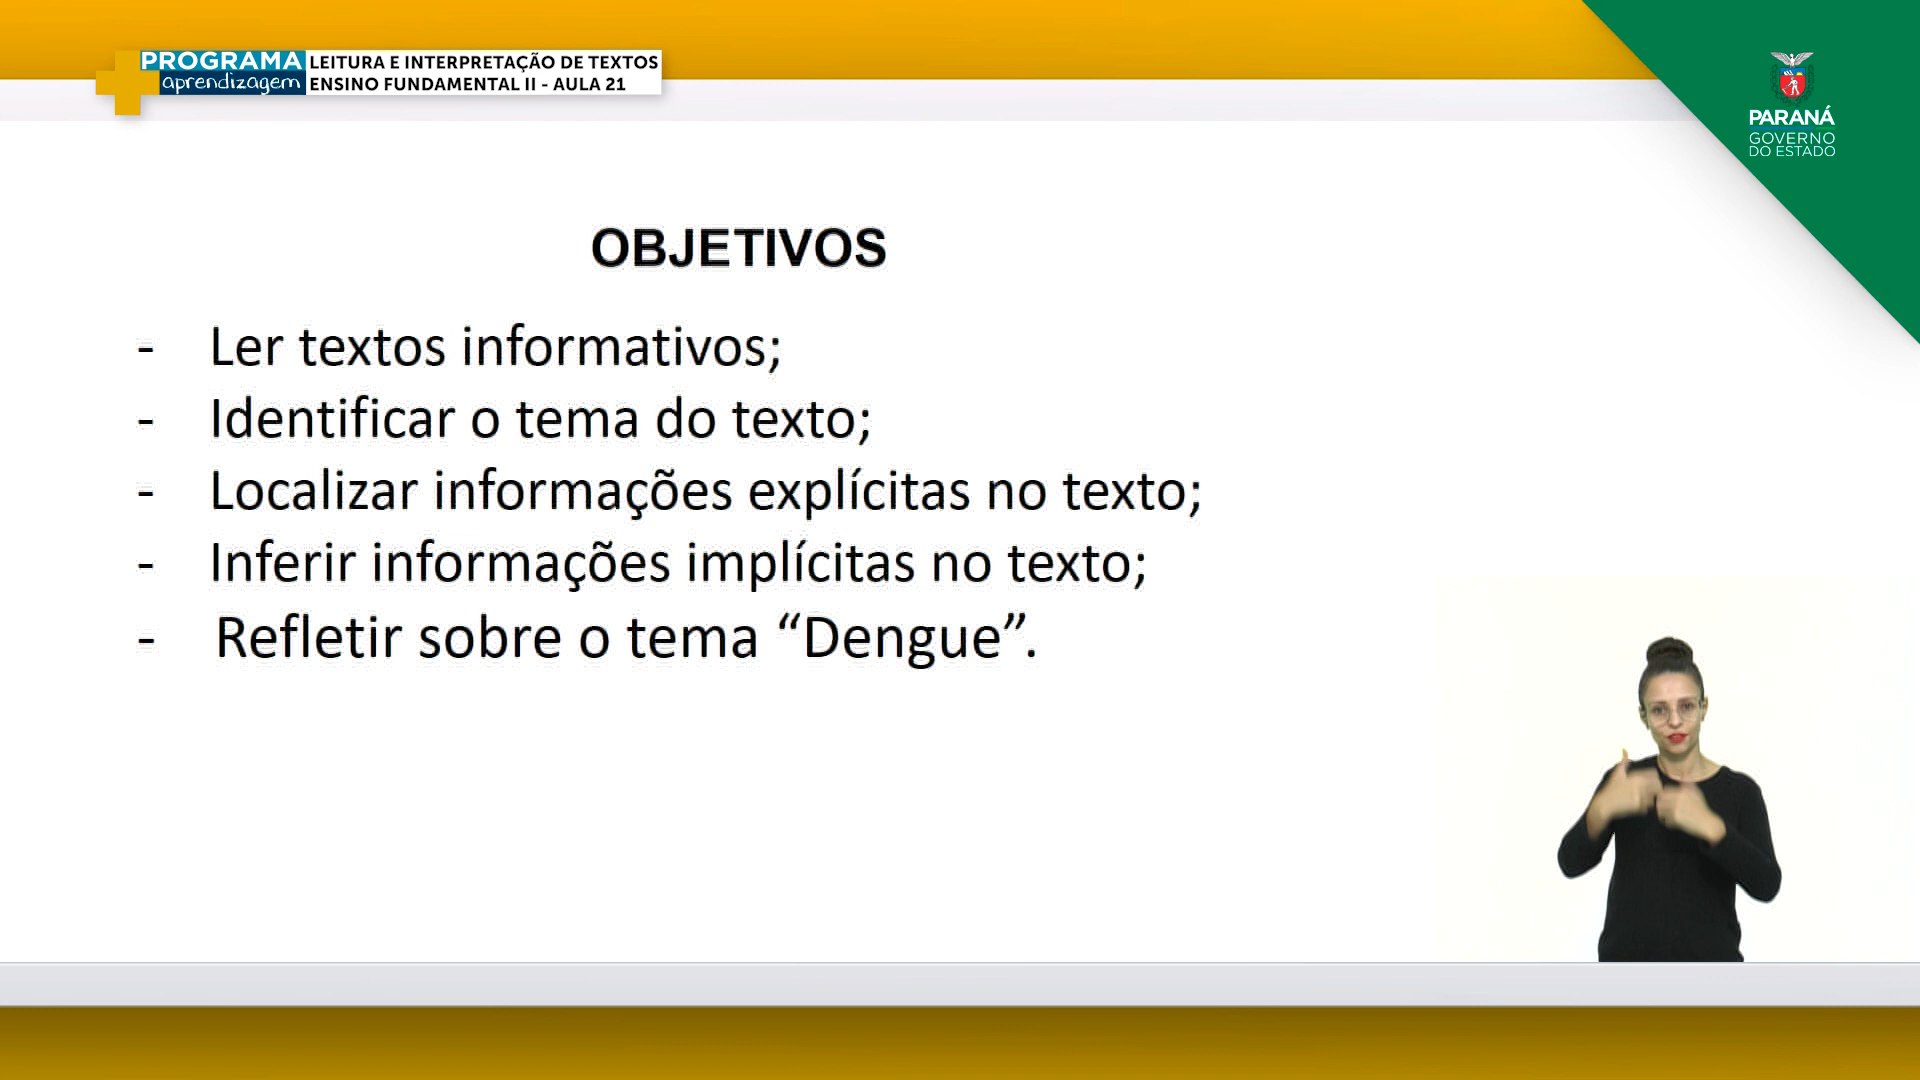 PROGRAMA
aprendizagem
LEITURA E INTERPRETAÇÃO DE TEXTOS
ENSINO FUNDAMENTAL II - AULA 21
PARANÁ
GOVERNO
DO ESTADO
OBJETIVOS
- Ler textos informativos;
- Identificar o tema do texto;
- Localizar informações explícitas no texto;
- Inferir informações implícitas no texto;
- Refletir sobre o tema “Dengue”.